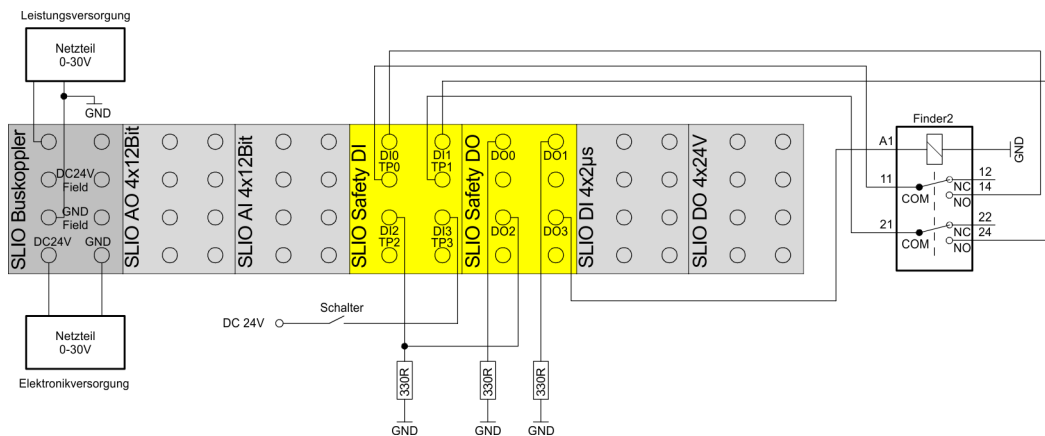 Leistungsversorgung
Netzteil
0-30V
GND
SLIO Buskoppler
DC24V
Field
GND
Field
DC24V
GND
SLIO AO 4x12Bit
SLIO AI 4x12Bit
SLIO Safety DI
DI0
TP0
DI1
TP1
DI2
TP2
DI3
TP3
SLIO Safety DO
DO0
DO1
DO2
DO3
SLIO DI 4x2µs
SLIO DO 4x24V
Finder2
A1
GND
11
12
NC
14
COM
NO
21
22
NC
24
COM
NO
Netzteil
0-30V
Elektronikversorgung
DC 24V
Schalter
330R
330R
330R
GND
GND
GND